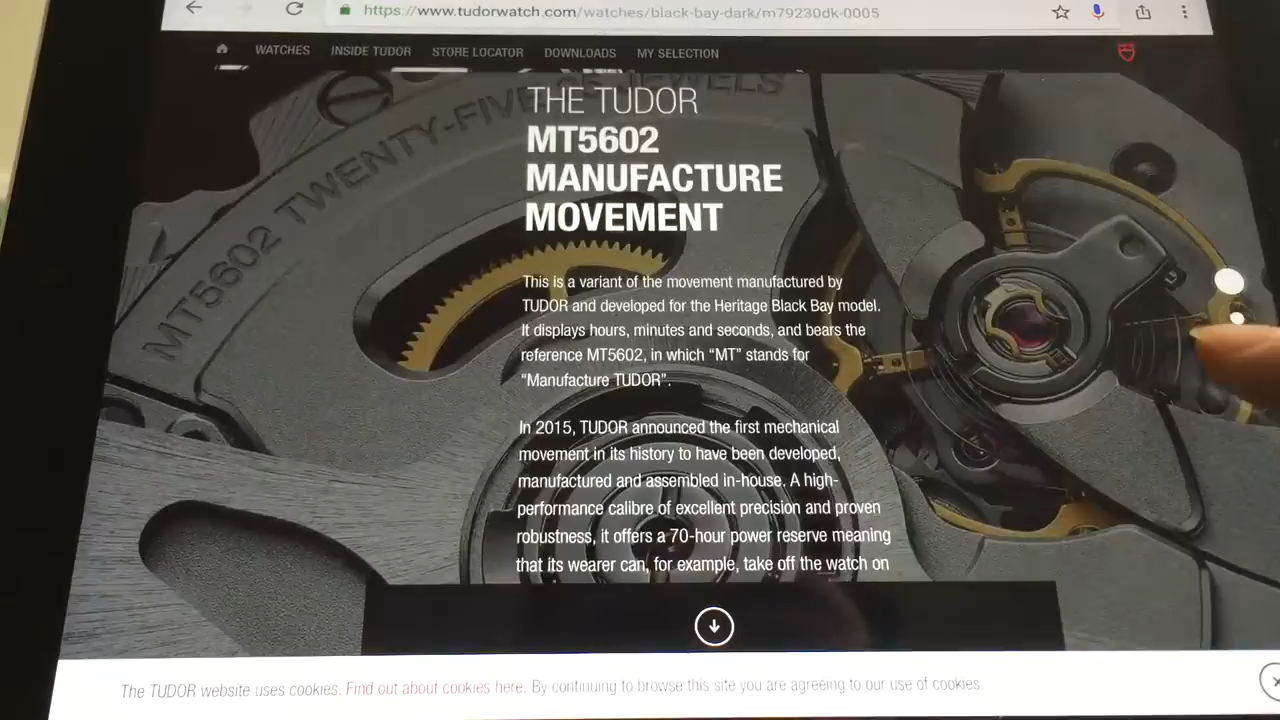 https://www.tudorwatch.com/watches/black-bay-dark/m79230dk-0005
WATCHES INSIDE TUDOR STORE LOCATOR DOWNLOADS MY SELECTION
THE TUDOR
MT5602
MANUFACTURE
MOVEMENT
MT5602 TWENTY-FIVE JEWELS
This is a variant of the movement manufactured by
TUDOR and developed for the Heritage Black Bay model.
It displays hours, minutes and seconds, and bears the
reference MT5602, in which “MT” stands for
“Manufacture TUDOR”.
In 2015, TUDOR announced the first mechanical
movement in its history to have been developed,
manufactured and assembled in-house. A high-
performance calibre of excellent precision and proven
robustness, it offers a 70-hour power reserve meaning
that its wearer can, for example, take off the watch on
The TUDOR website uses cookies. Find out about cookies here. By continuing to browse this site you are agreeing to our use of cookies.